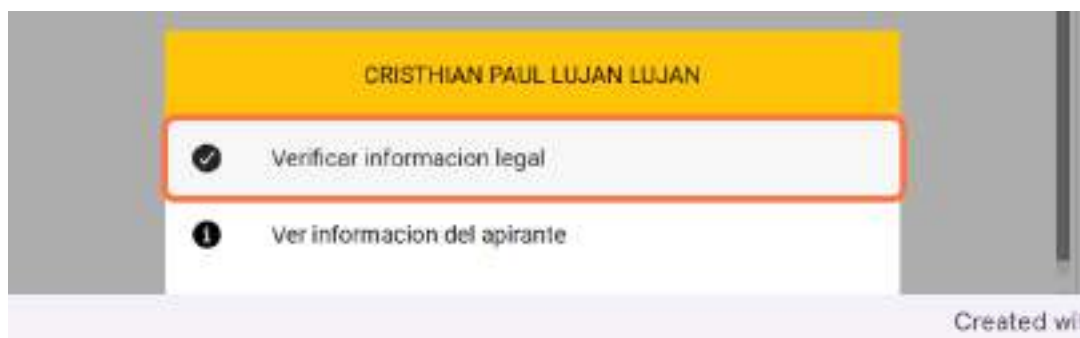 CRISTHIAN PAUL LUJAN LUJAN
Verificar informacion legal
Ver informacion del apirante
Created wi